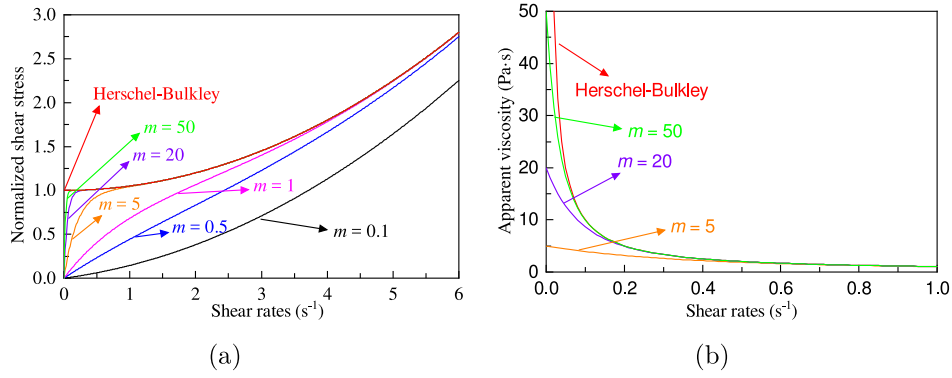 3.0
2.5
2.0
1.5
1.0
0.5
0.0
Normalized shear stress
Herschel-Bulkley
m = 50
m = 20
m = 5
m = 1
m = 0.5
m = 0.1
0 1 2 3 4 5 6
Shear rates (s⁻¹)
(a)
50
40
30
20
10
0
Apparent viscosity (Pa·s)
Herschel-Bulkley
m = 50
m = 20
m = 5
0.0 0.2 0.4 0.6 0.8 1.0
Shear rates (s⁻¹)
(b)